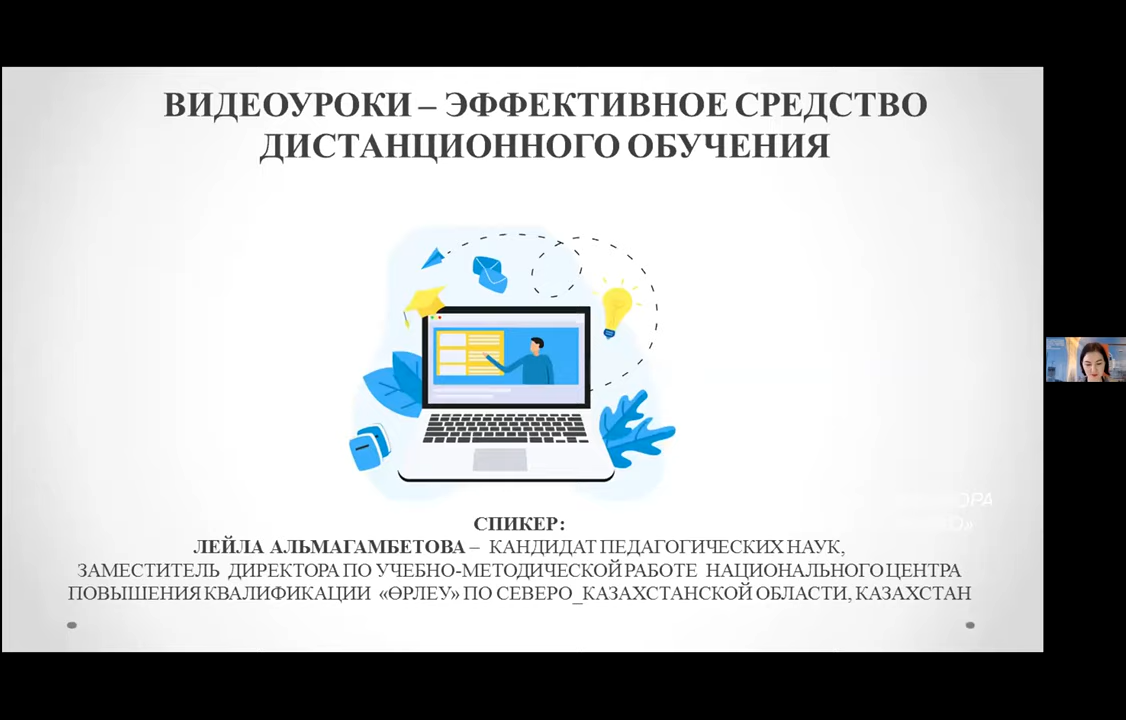 ВИДЕОУРОКИ – ЭФФЕКТИВНОЕ СРЕДСТВО
ДИСТАНЦИОННОГО ОБУЧЕНИЯ
СПИКЕР:
ЛЕЙЛА АЛЬМАГАМБЕТОВА – КАНДИДАТ ПЕДАГОГИЧЕСКИХ НАУК,
ЗАМЕСТИТЕЛЬ ДИРЕКТОРА ПО УЧЕБНО-МЕТОДИЧЕСКОЙ РАБОТЕ НАЦИОНАЛЬНОГО ЦЕНТРА
ПОВЫШЕНИЯ КВАЛИФИКАЦИИ «ӨРЛЕУ» ПО СЕВЕРО_КАЗАХСТАНСКОЙ ОБЛАСТИ, КАЗАХСТАН